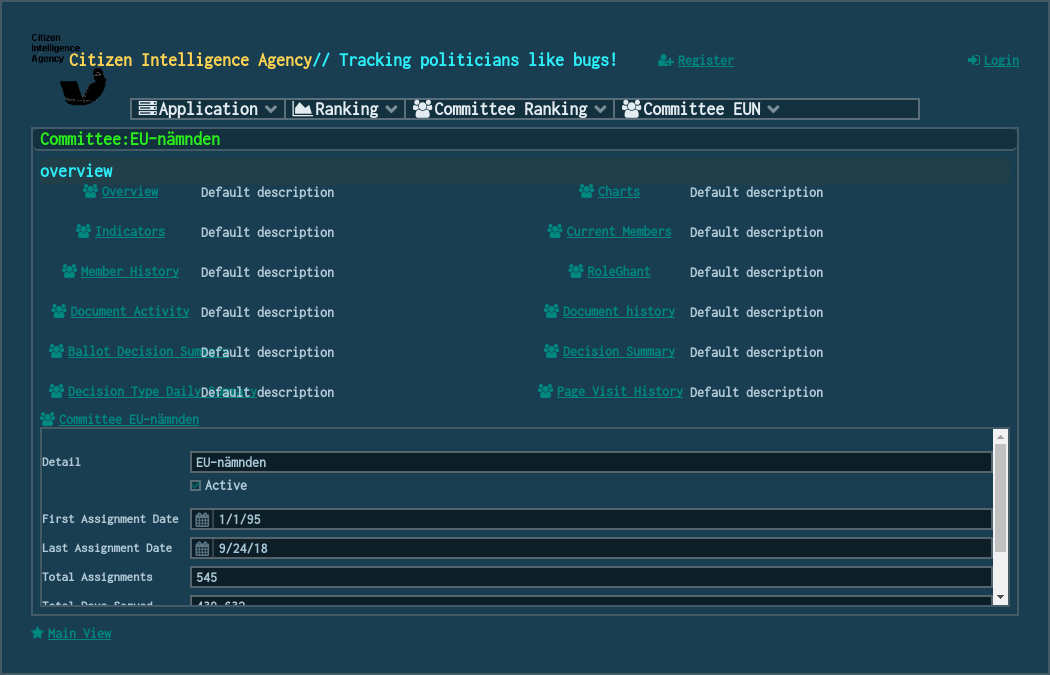 Citizen
Intelligence
Agency
Citizen Intelligence Agency// Tracking politicians like bugs!
Register
Login
Application
Ranking
Committee Ranking
Committee EUN
Committee:EU-nämnden
overview
Overview Default description Charts Default description
Indicators Default description Current Members Default description
Member History Default description RoleGhant Default description
Document Activity Default description Document history Default description
Ballot Decision Default description Decision Summary Default description
Decision Type Daily Default description Page Visit History Default description
Committee EU-nämnden
Detail EU-nämnden
Active
First Assignment Date 1/1/95
Last Assignment Date 9/24/18
Total Assignments 545
Total Days Served
Main View